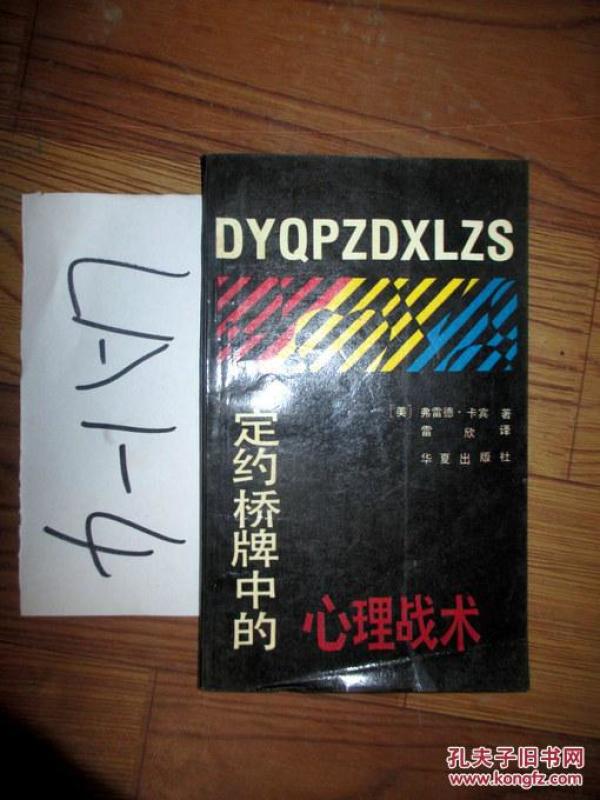 DYQPZDXLZS
[美] 弗雷德·卡宾 著
雷欣 译
华夏出版社
定约桥牌中的
心理战术
LA1-4
孔夫子旧书网
www.kongfz.com